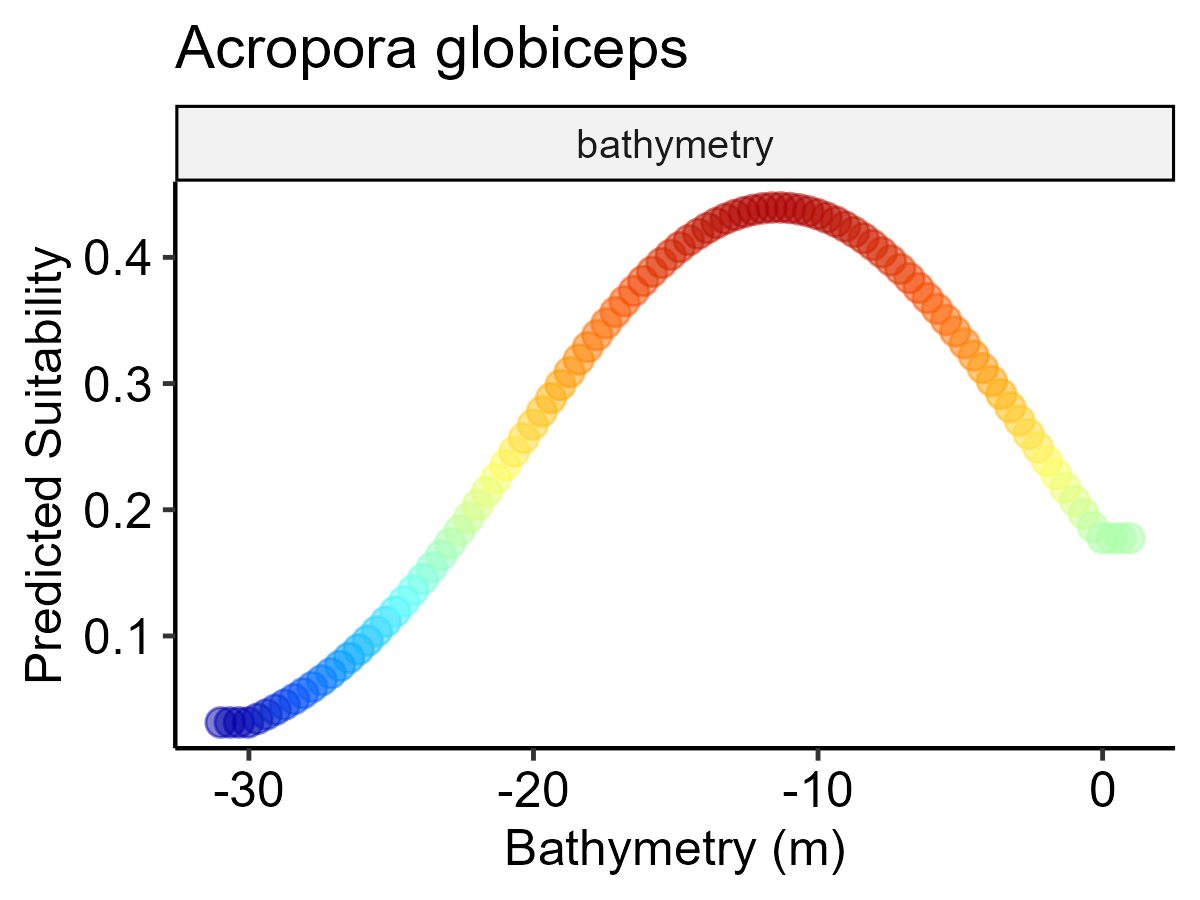 Acropora globiceps
bathymetry
Predicted Suitability
0.4
0.3
0.2
0.1
-30 -20 -10 0
Bathymetry (m)